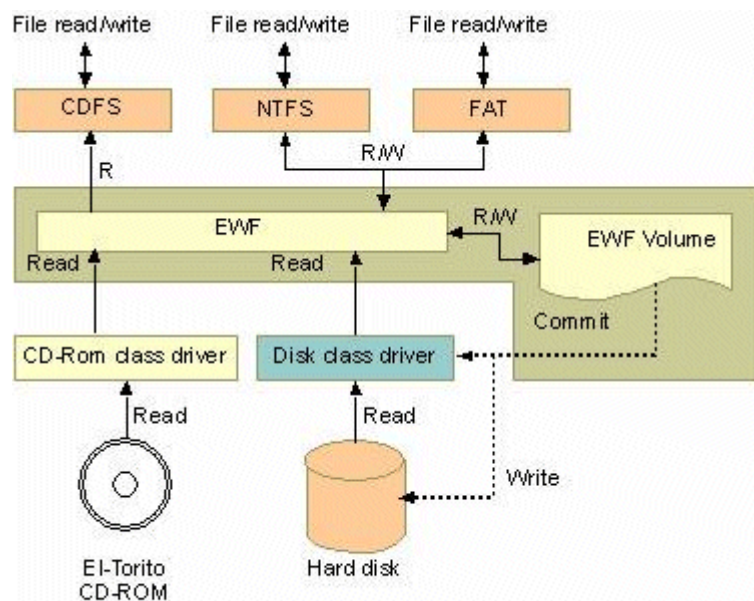 File read/write
File read/write
File read/write
CDFS
NTFS
FAT
R/W
R
EWF
R/W
EWF Volume
Read
Read
Commit
CD-Rom class driver
Disk class driver
Read
Read
Write
El-Torito
CD-ROM
Hard disk